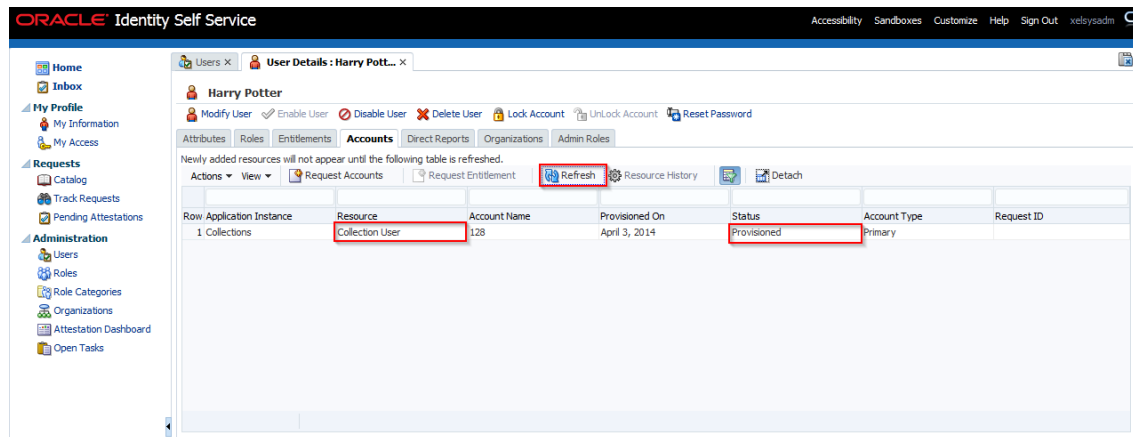 ORACLE Identity Self Service
Accessibility Sandboxes Customize Help Sign Out xelsysadm
Home
Inbox
My Profile
My Information
My Access
Requests
Catalog
Track Requests
Pending Attestations
Administration
Users
Roles
Role Categories
Organizations
Attestation Dashboard
Open Tasks
Users User Details : Harry Pott...
Harry Potter
Modify User Enable User Disable User Delete User Lock Account UnLock Account Reset Password
Attributes Roles Entitlements Accounts Direct Reports Organizations Admin Roles
Newly added resources will not appear until the following table is refreshed.
Actions View Request Accounts Request Entitlement Refresh Resource History Detach
Row Application Instance Resource Account Name Provisioned On Status Account Type Request ID
1 Collections Collection User 128 April 3, 2014 Provisioned Primary